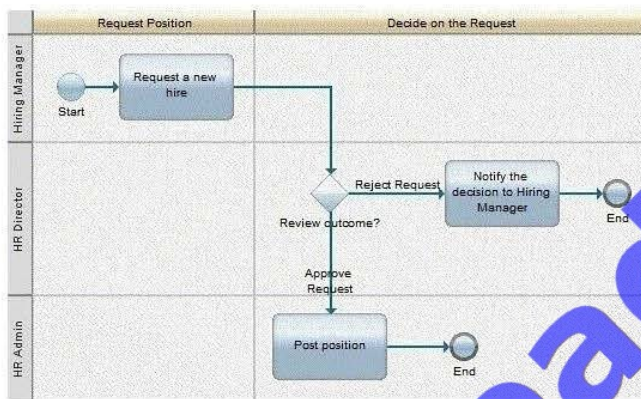 Request Position
Decide on the Request
Hiring Manager
Request a new
hire
Start
HR Director
Reject Request
Notify the
decision to Hiring
Manager
End
Review outcome?
Approve
Request
HR Admin
Post position
End